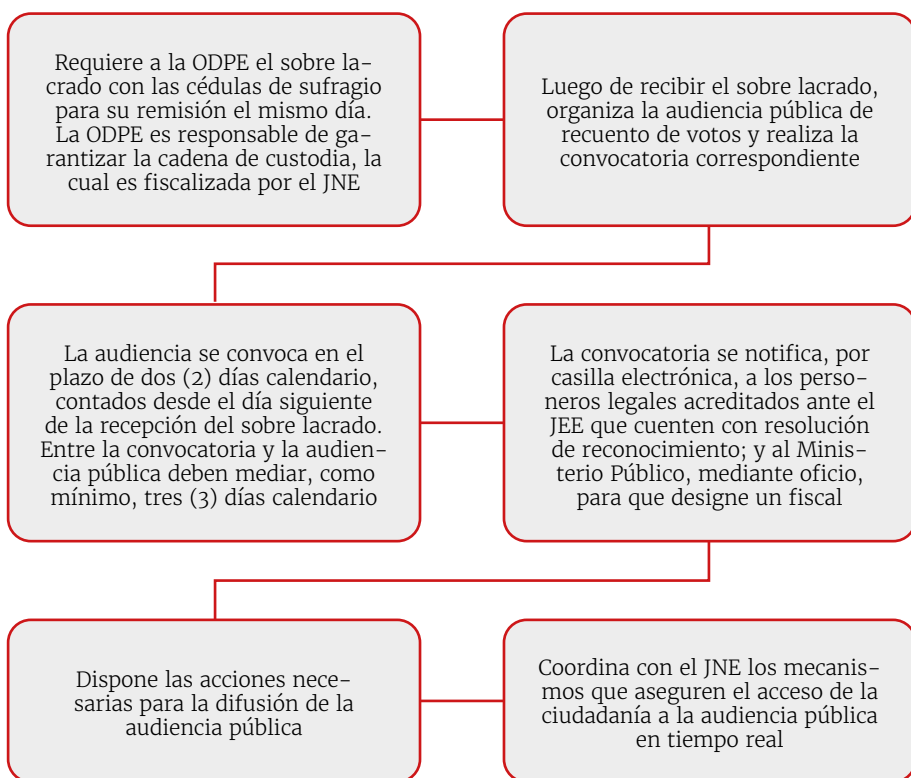 Requiere a la ODPE el sobre la-
crado con las cédulas de sufragio
para su remisión el mismo día.
La ODPE es responsable de ga-
rantizar la cadena de custodia, la
cual es fiscalizada por el JNE
Luego de recibir el sobre lacrado,
organiza la audiencia pública de
recuento de votos y realiza la
convocatoria correspondiente
La audiencia se convoca en el
plazo de dos (2) días calendario,
contados desde el día siguiente
de la recepción del sobre lacrado.
Entre la convocatoria y la audien-
cia pública deben mediar, como
mínimo, tres (3) días calendario
La convocatoria se notifica, por
casilla electrónica, a los perso-
neros legales acreditados ante el
JEE que cuenten con resolución
de reconocimiento; y al Minis-
terio Público, mediante oficio,
para que designe un fiscal
Dispone las acciones nece-
sarias para la difusión de la
audiencia pública
Coordina con el JNE los mecanis-
mos que aseguren el acceso de la
ciudadanía a la audiencia pública
en tiempo real